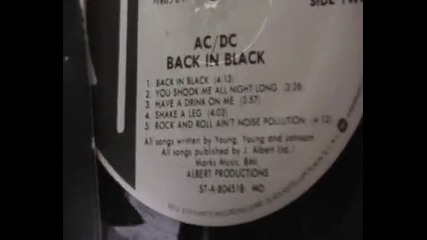 SIDE TWO
AC/DC
BACK IN BLACK
1 BACK IN BLACK (4:13)
2 YOU SHOOK ME ALL NIGHT LONG (3:28)
3 HAVE A DRINK ON ME (3:57)
4 SHAKE A LEG (4:03)
5 ROCK AND ROLL AIN'T NOISE POLLUTION (4:12)
All songs written by Young, Young and Johnson
All songs published by J. Albert (Ltd.)/
Marks Music, BMI
ALBERT PRODUCTIONS
ST-A-804518 MO